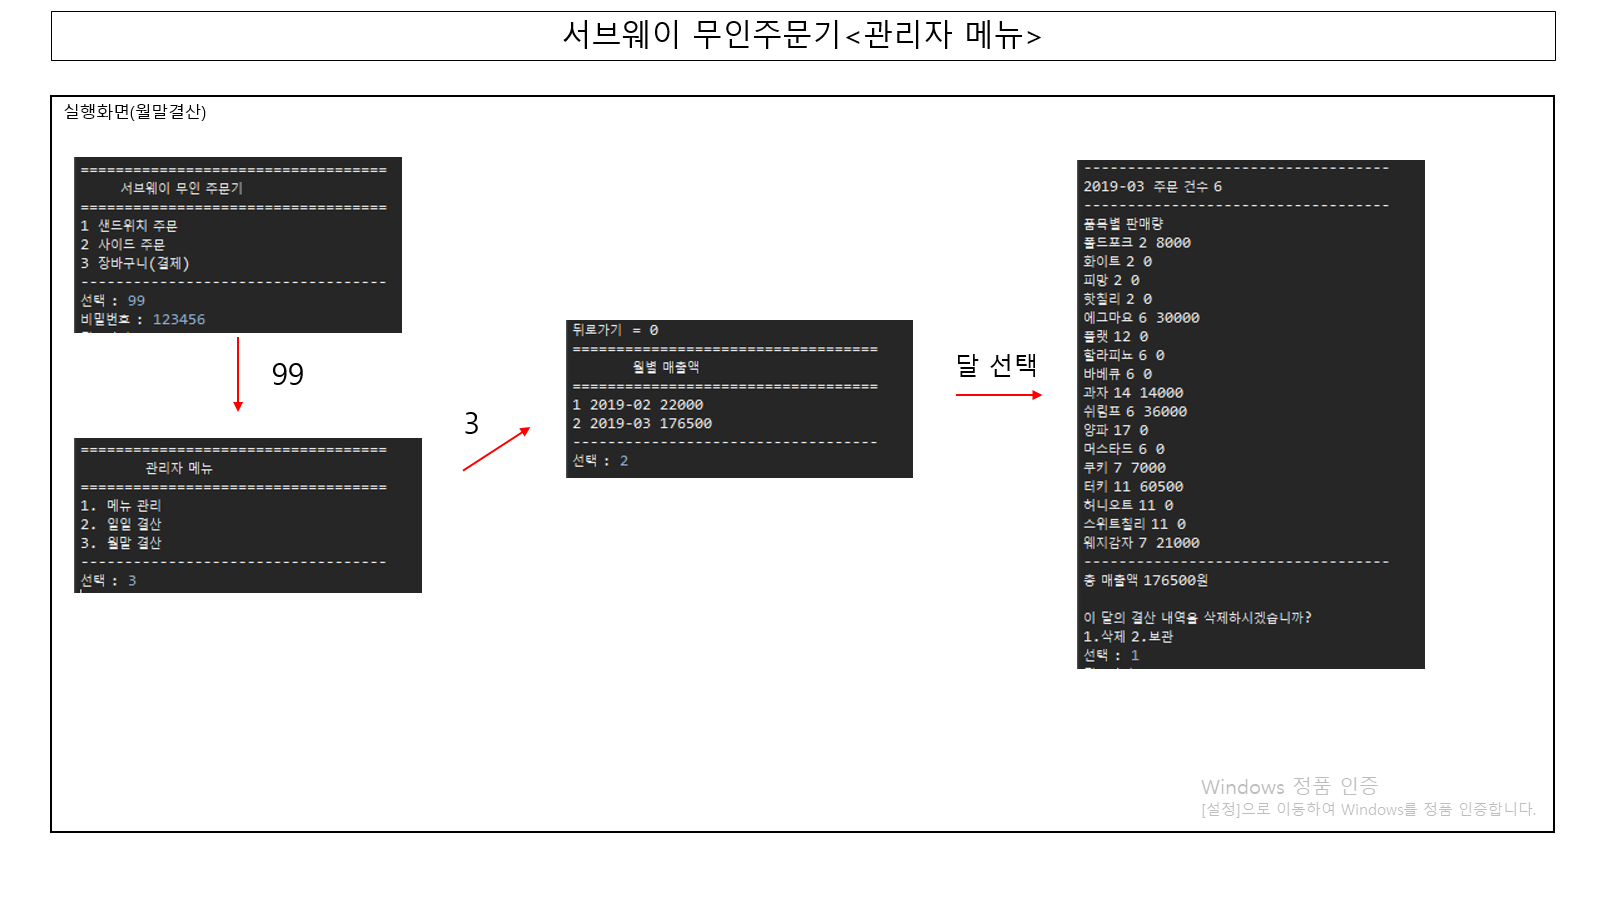 서브웨이 무인주문기<관리자 메뉴>
실행화면(월말결산)
===================================
서브웨이 무인 주문기
===================================
1 샌드위치 주문
2 사이드 주문
3 장바구니(결제)
-----------------------------------
선택 : 99
비밀번호 : 123456
99
===================================
관리자 메뉴
===================================
1. 메뉴 관리
2. 일일 결산
3. 월말 결산
-----------------------------------
선택 : 3
3
뒤로가기 = 0
===================================
월별 매출액
===================================
1 2019-02 22000
2 2019-03 176500
-----------------------------------
선택 : 2
달 선택
-----------------------------------
2019-03 주문 건수 6
-----------------------------------
품목별 판매량
폴드포크 2 8000
화이트 2 0
피망 2 0
핫칠리 2 0
에그마요 6 30000
플랫 12 0
할라피뇨 6 0
바베큐 6 0
과자 14 14000
쉬림프 6 36000
양파 17 0
머스타드 6 0
쿠키 7 7000
터키 11 60500
허니오트 11 0
스위트칠리 11 0
웨지감자 7 21000
-----------------------------------
총 매출액 176500원
이 달의 결산 내역을 삭제하시겠습니까?
1.삭제 2.보관
선택 : 1
Windows 정품 인증
[설정]으로 이동하여 Windows를 정품 인증합니다.